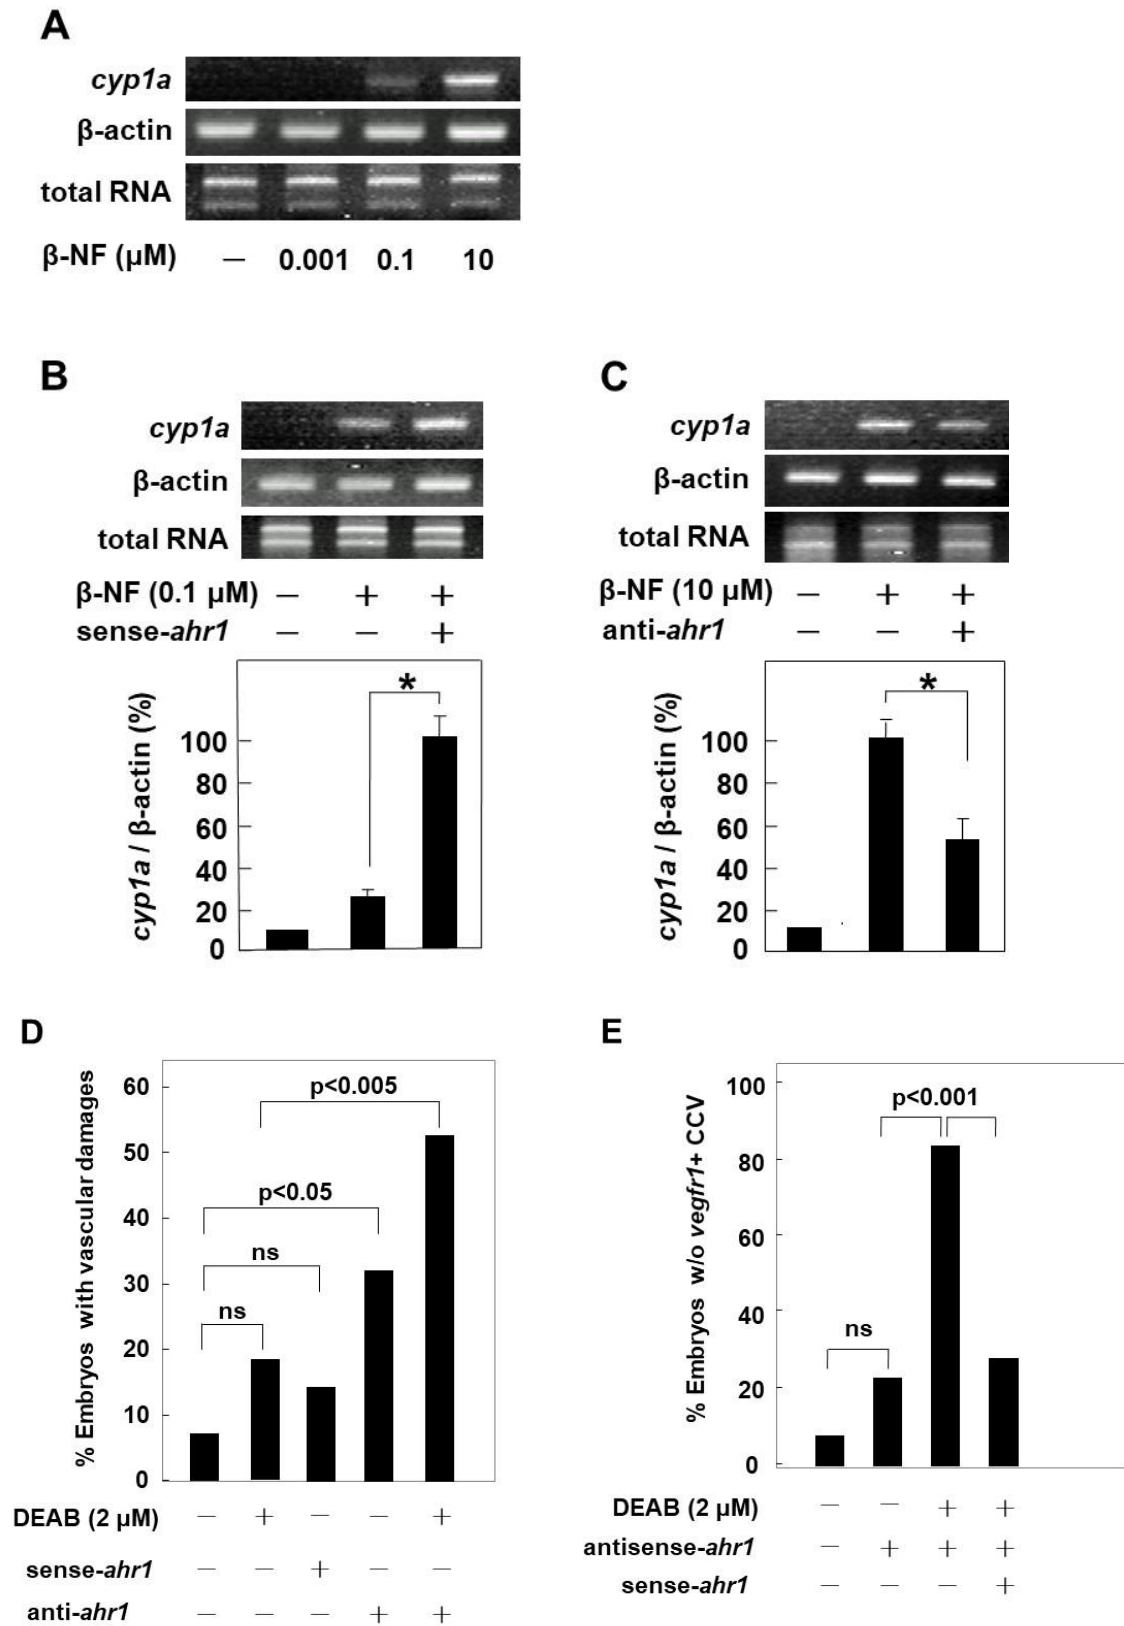 A
cyp1a
β-actin
total RNA
β-NF (µM) – 0.001 0.1 10
B
cyp1a
β-actin
total RNA
β-NF (0.1 µM) – + +
sense-ahr1 – – +
*
cyp1a / β-actin (%)
100
80
60
40
20
0
C
cyp1a
β-actin
total RNA
β-NF (10 µM) – + +
anti-ahr1 – – +
*
cyp1a / β-actin (%)
100
80
60
40
20
0
D
% Embryos with vascular damages
60
50
40
30
20
10
0
p<0.005
p<0.05
ns
ns
DEAB (2 µM) – + – – +
sense-ahr1 – – + – –
anti-ahr1 – – – + +
E
% Embryos w/o vegfr1+ CCV
100
80
60
40
20
0
p<0.001
ns
DEAB (2 µM) – – + +
antisense-ahr1 – + + +
sense-ahr1 – – – +